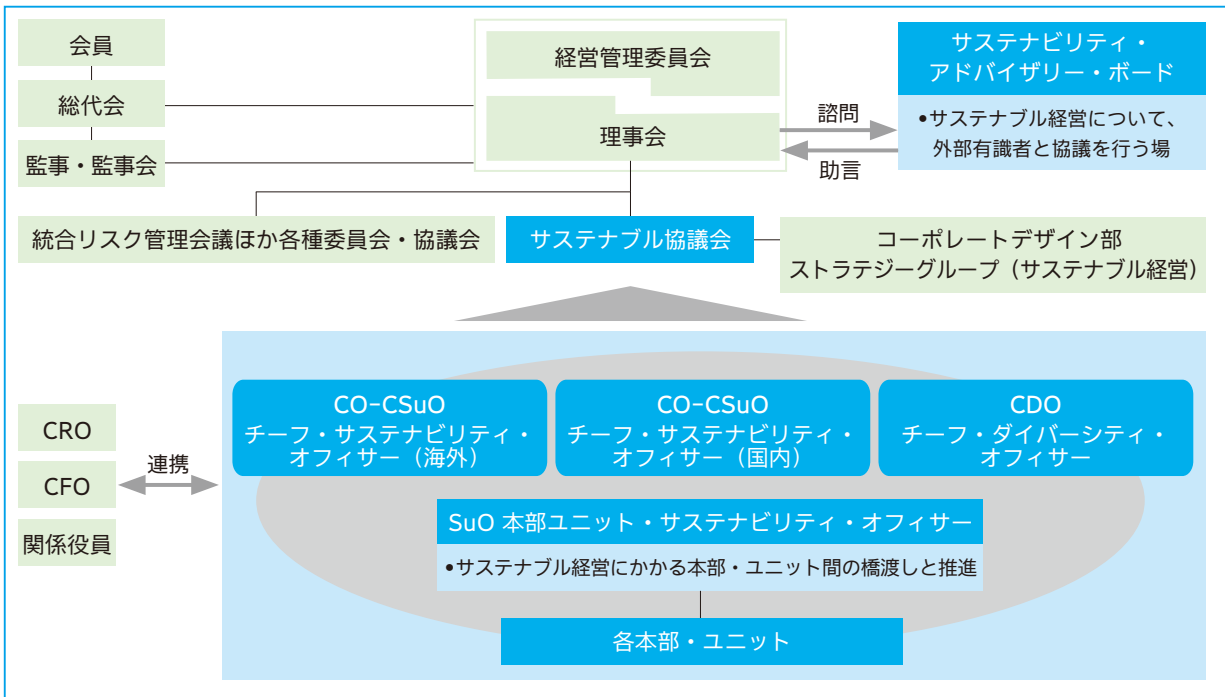 会員
総代会
監事・監事会
経営管理委員会
理事会
諮問
助言
サステナビリティ・
アドバイザリー・ボード
•サステナブル経営について、
外部有識者と協議を行う場
統合リスク管理会議ほか各種委員会・協議会
サステナブル協議会
コーポレートデザイン部
ストラテジーグループ（サステナブル経営）
CRO
CFO
関係役員
連携
CO-CSuO
チーフ・サステナビリティ・
オフィサー（海外）
CO-CSuO
チーフ・サステナビリティ・
オフィサー（国内）
CDO
チーフ・ダイバーシティ・
オフィサー
SuO 本部ユニット・サステナビリティ・オフィサー
•サステナブル経営にかかる本部・ユニット間の橋渡しと推進
各本部・ユニット